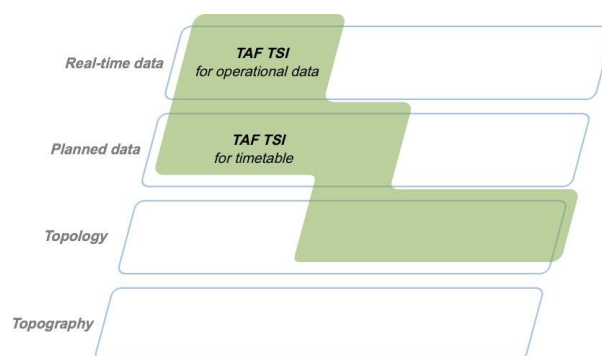 Real-time data
TAF TSI
for operational data
Planned data
TAF TSI
for timetable
Topology
Topography